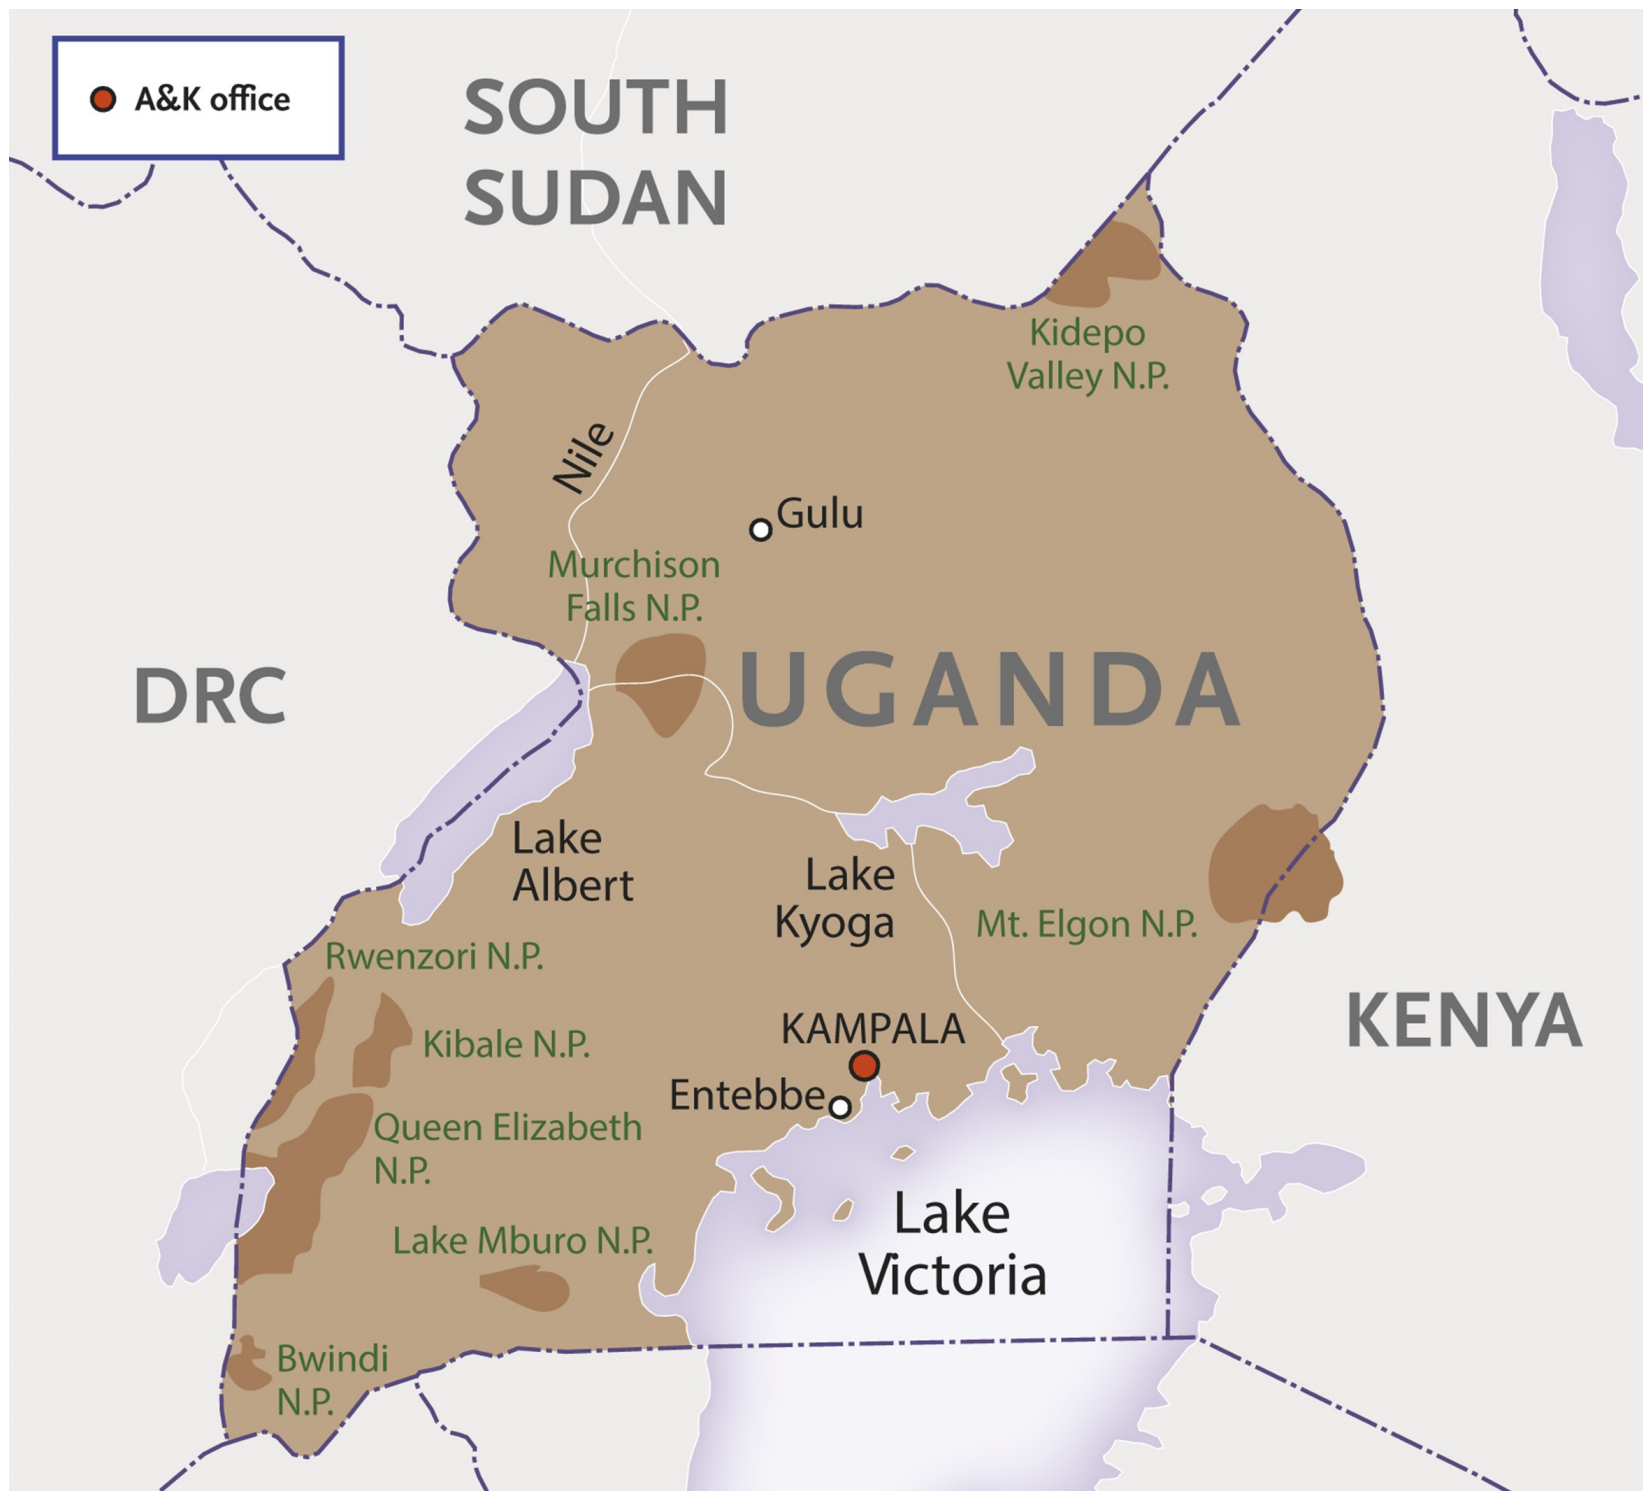 A&K office
SOUTH
SUDAN
Kidepo
Valley N.P.
Nile
Gulu
Murchison
Falls N.P.
UGANDA
DRC
Lake
Albert
Lake
Kyoga
Mt. Elgon N.P.
Rwenzori N.P.
KENYA
KAMPALA
Kibale N.P.
Entebbe
Queen Elizabeth
N.P.
Lake
Victoria
Lake Mburo N.P.
Bwindi
N.P.